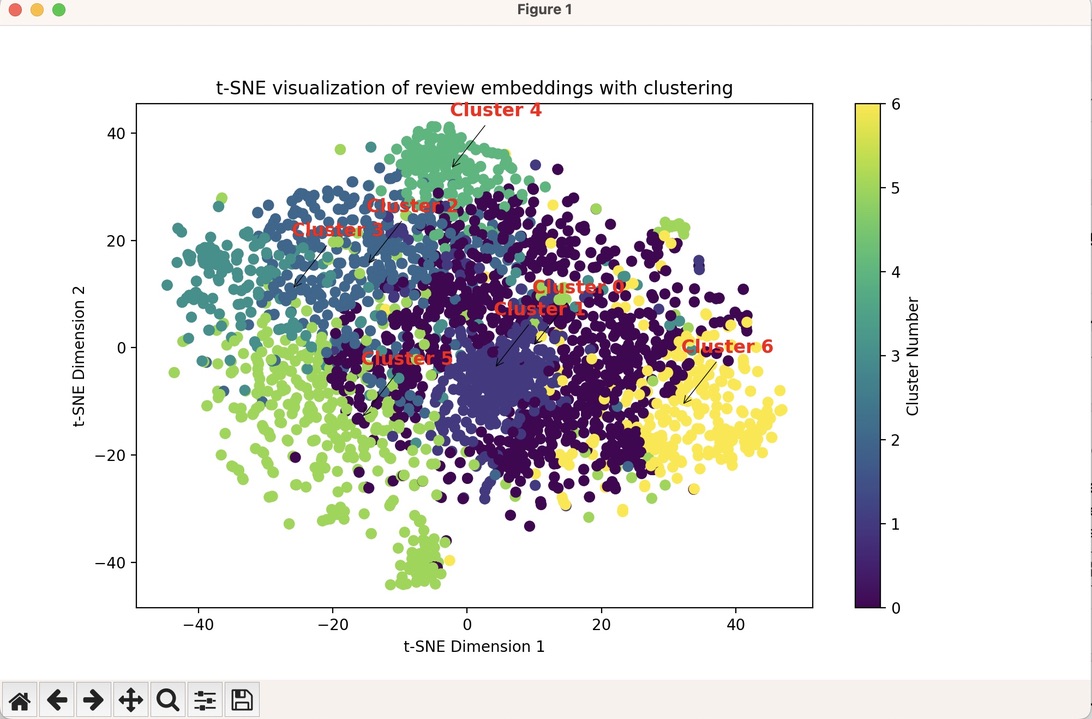 Figure 1
t-SNE visualization of review embeddings with clustering
Cluster 4
Cluster 2
Cluster 3
Cluster 0
Cluster 1
Cluster 6
Cluster 5
40
20
0
−20
−40
t-SNE Dimension 2
−40 −20 0 20 40
t-SNE Dimension 1
6
5
4
3
2
1
0
Cluster Number